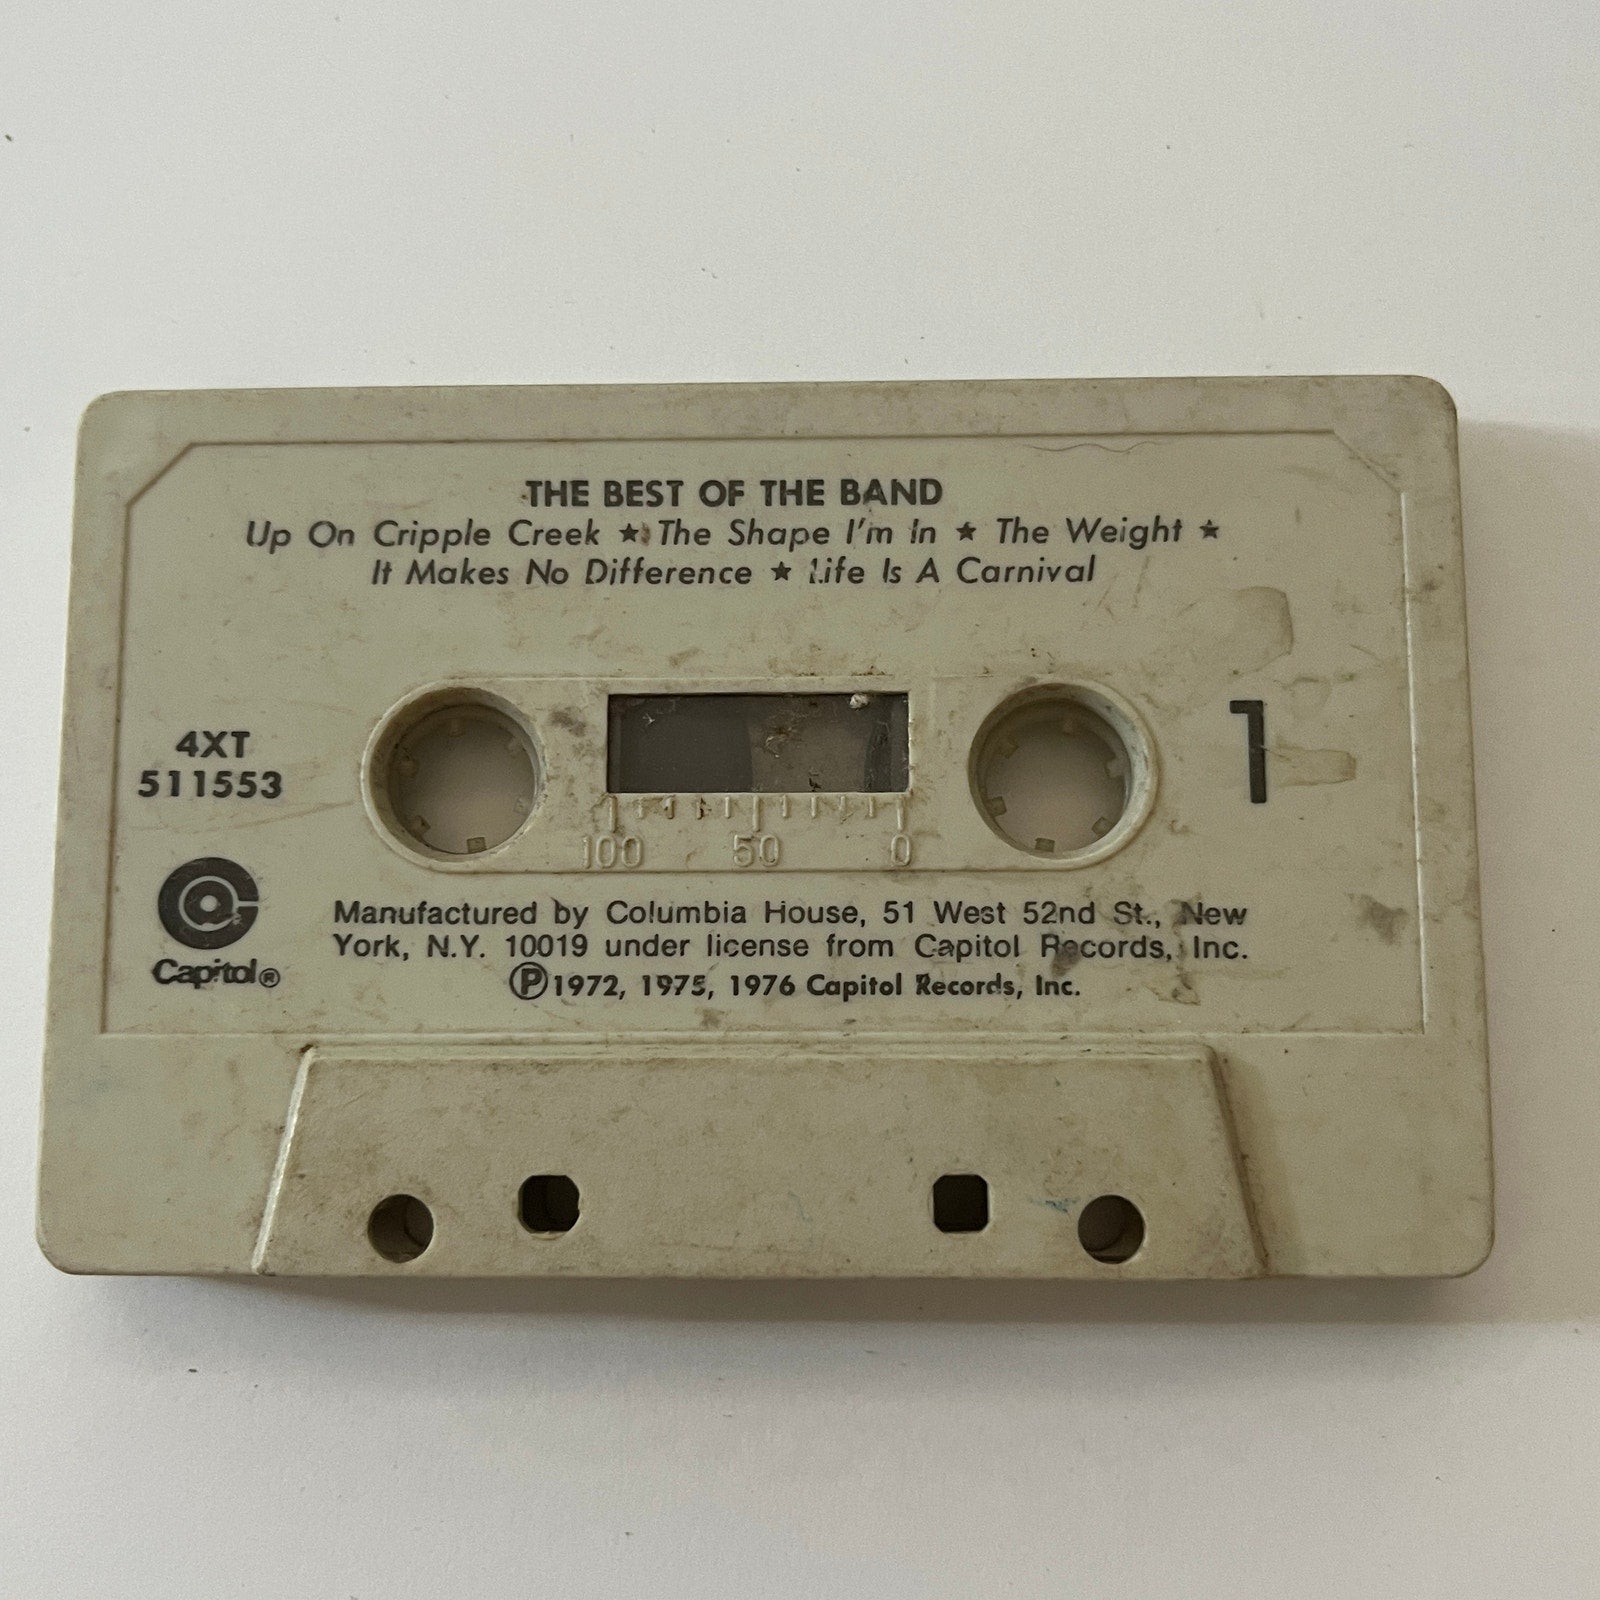 THE BEST OF THE BAND
Up On Cripple Creek ★ The Shape I'm In ★ The Weight ★
It Makes No Difference ★ Life Is A Carnival
4XT
511553
1
100 50 0
Capitol®
Manufactured by Columbia House, 51 West 52nd St., New
York, N.Y. 10019 under license from Capitol Records, Inc.
Ⓟ1972, 1975, 1976 Capitol Records, Inc.